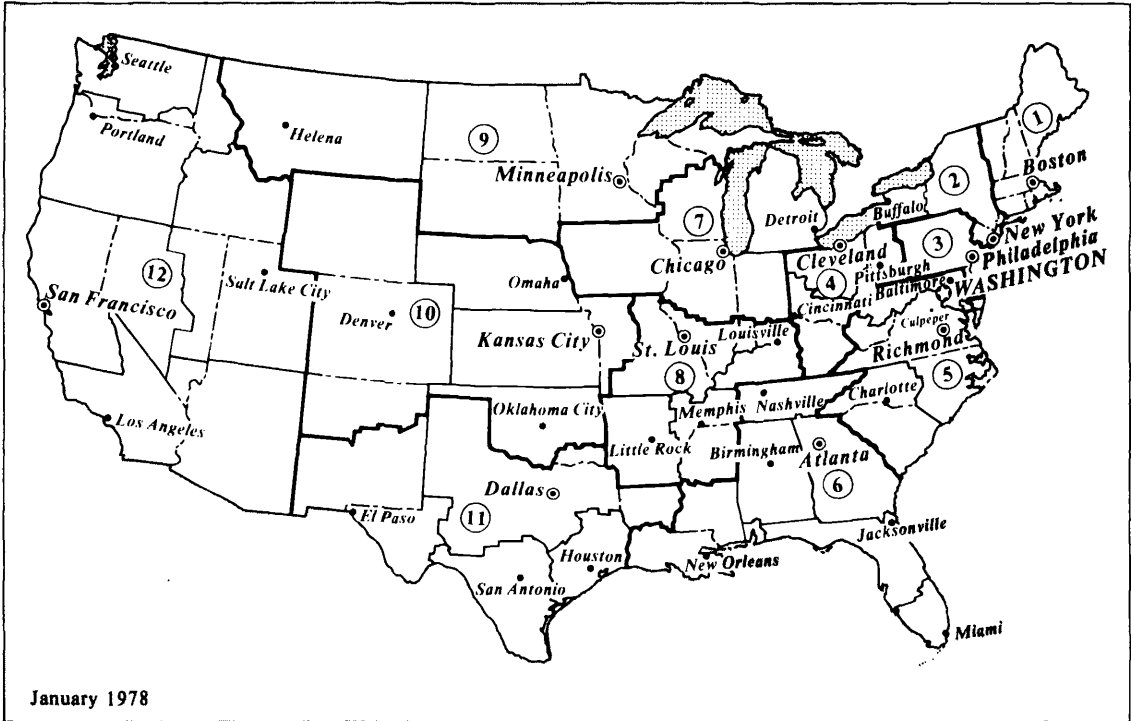 Seattle
Portland
Helena
9
Minneapolis
1
Boston
2
Buffalo
7
Detroit
New York
3
Philadelphia
Cleveland
Chicago
Pittsburgh
4
WASHINGTON
Baltimore
Cincinnati
12
Salt Lake City
San Francisco
Omaha
Denver
10
Kansas City
St. Louis
Louisville
Culpeper
Richmond
8
5
Charlotte
Los Angeles
Oklahoma City
Memphis
Nashville
Little Rock
Birmingham
Atlanta
6
Dallas
11
El Paso
Jacksonville
Houston
New Orleans
San Antonio
Miami
January 1978